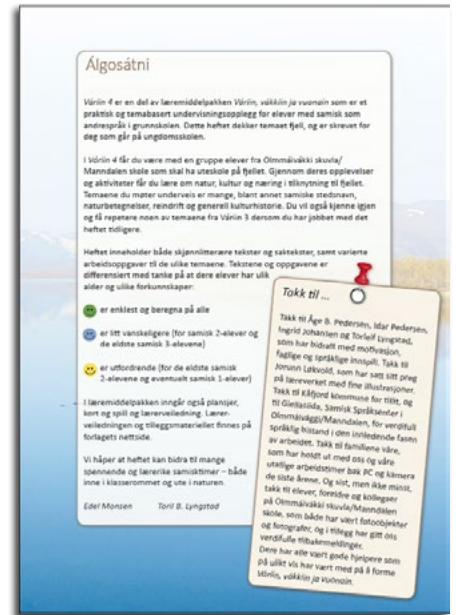 Álgosátni
Váriin 4 er en del av læremiddelpakken Váriin, vákkiin ja vuonain som er et
praktisk og temabasert undervisningsopplegg for elever med samisk som
andrespråk i grunnskolen. Dette heftet dekker temaet fjell, og er skrevet for
deg som går på ungdomsskolen.
I Váriin 4 får du være med en gruppe elever fra Olmmáivákki skuvla/
Manndalen skole som skal ha uteskole på fjellet. Gjennom deres opplevelser
og aktiviteter får du lære om natur, kultur og næring i tilknytning til fjellet.
Temaene du møter underveis er mange, blant annet samiske stedsnavn,
naturbetegnelser, reindrift og generell kulturhistorie. Du vil også kjenne igjen
og få repetere noen av temaene fra Váriin 3 dersom du har jobbet med det
heftet tidligere.
Heftet inneholder både skjønnlitterære tekster og saktekster, samt varierte
arbeidsoppgaver til de ulike temaene. Tekstene og oppgavene er
differensiert med tanke på at dere elever har ulik
alder og ulike forkunnskaper:
er enklest og beregna på alle
er litt vanskeligere (for samisk 2-elever og
de eldste samisk 3-elevene)
er utfordrende (for de eldste samisk
2-elevene og eventuelt samisk 1-elever)
I læremiddelpakken inngår også plansjer,
kort og spill og lærerveiledning. Lærer-
veiledningen og tilleggsmateriellet finnes på
forlagets nettside.
Vi håper at heftet kan bidra til mange
spennende og lærerike samisktimer – både
inne i klasserommet og ute i naturen.
Edel Monsen Toril B. Lyngstad
Takk til ...
Takk til Åge B. Pedersen, Idar Pedersen,
Ingrid Johansen og Torleif Lyngstad,
som har bidratt med motivasjon,
faglige og språklige innspill. Takk til
Jorunn Løkvold, som har satt sitt preg
på læreverket med fine illustrasjoner.
Takk til Kåfjord kommune for tillit, og
til Giellasiida, Samisk Språksenter i
Olmmáivággi/Manndalen, for verdifull
språklig bistand i den innledende fasen
av arbeidet. Takk til familiene våre,
som har holdt ut med oss og våre
utallige arbeidstimer bak PC og kamera
de siste årene. Og sist, men ikke minst,
takk til elever, foreldre og kollegaer
på Olmmáivákki skuvla/Manndalen
skole, som både har vært fotoobjekter
og fotografer, og i tillegg har gitt oss
verdifulle tilbakemeldinger.
Dere har alle vært gode hjelpere som
på ulikt vis har vært med på å forme
Váriin, vákkiin ja vuonain.